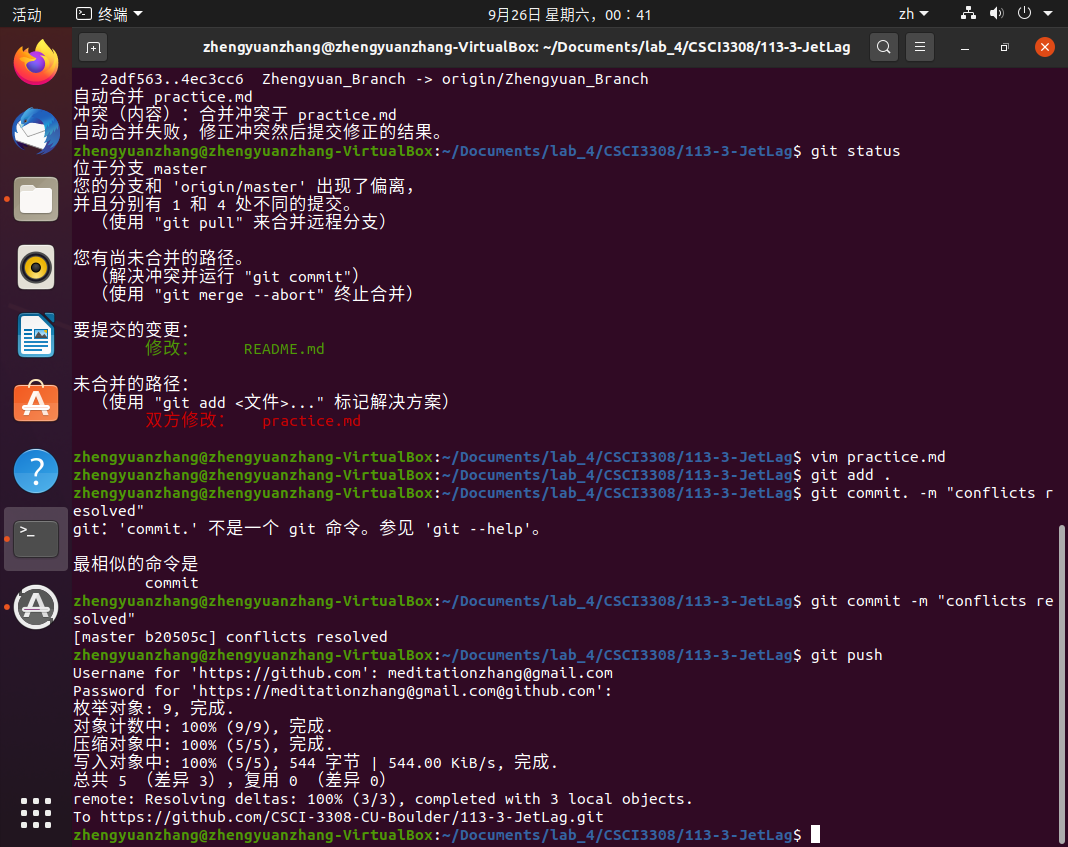 活动
终端
9月26日 星期六，00：41
zh
zhengyuanzhang@zhengyuanzhang-VirtualBox: ~/Documents/lab_4/CSCI3308/113-3-JetLag
2adf563..4ec3cc6  Zhengyuan_Branch -> origin/Zhengyuan_Branch
自动合并 practice.md
冲突（内容）：合并冲突于 practice.md
自动合并失败，修正冲突然后提交修正的结果。
zhengyuanzhang@zhengyuanzhang-VirtualBox:~/Documents/lab_4/CSCI3308/113-3-JetLag$ git status
位于分支 master
您的分支和 'origin/master' 出现了偏离，
并且分别有 1 和 4 处不同的提交。
（使用 "git pull" 来合并远程分支）
您有尚未合并的路径。
（解决冲突并运行 "git commit"）
（使用 "git merge --abort" 终止合并）
要提交的变更：
修改：     README.md
未合并的路径：
（使用 "git add <文件>..." 标记解决方案）
双方修改：   practice.md
zhengyuanzhang@zhengyuanzhang-VirtualBox:~/Documents/lab_4/CSCI3308/113-3-JetLag$ vim practice.md
zhengyuanzhang@zhengyuanzhang-VirtualBox:~/Documents/lab_4/CSCI3308/113-3-JetLag$ git add .
zhengyuanzhang@zhengyuanzhang-VirtualBox:~/Documents/lab_4/CSCI3308/113-3-JetLag$ git commit. -m "conflicts r
esolved"
git：'commit.' 不是一个 git 命令。参见 'git --help'。
最相似的命令是
commit
zhengyuanzhang@zhengyuanzhang-VirtualBox:~/Documents/lab_4/CSCI3308/113-3-JetLag$ git commit -m "conflicts re
solved"
[master b20505c] conflicts resolved
zhengyuanzhang@zhengyuanzhang-VirtualBox:~/Documents/lab_4/CSCI3308/113-3-JetLag$ git push
Username for 'https://github.com': meditationzhang@gmail.com
Password for 'https://meditationzhang@gmail.com@github.com':
枚举对象: 9, 完成.
对象计数中: 100% (9/9), 完成.
压缩对象中: 100% (5/5), 完成.
写入对象中: 100% (5/5), 544 字节 | 544.00 KiB/s, 完成.
总共 5 （差异 3），复用 0 （差异 0）
remote: Resolving deltas: 100% (3/3), completed with 3 local objects.
To https://github.com/CSCI-3308-CU-Boulder/113-3-JetLag.git
zhengyuanzhang@zhengyuanzhang-VirtualBox:~/Documents/lab_4/CSCI3308/113-3-JetLag$